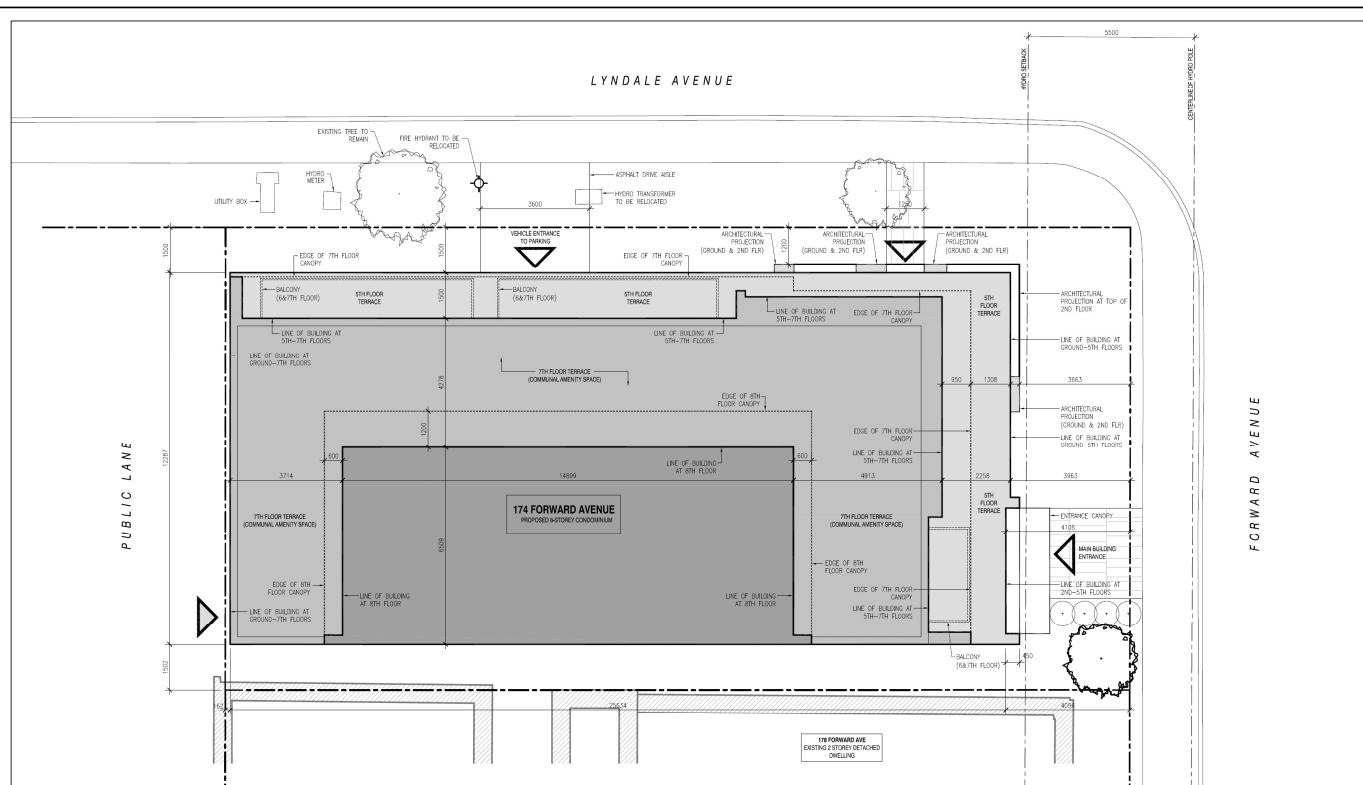 5500
HYDRO SETBACK
CENTERLINE OF HYDRO POLE
LYNDALE AVENUE
EXISTING TREE TO
REMAIN
FIRE HYDRANT TO BE
RELOCATED
HYDRO
METER
UTILITY BOX
ASPHALT DRIVE AISLE
HYDRO TRANSFORMER
TO BE RELOCATED
3600
VEHICLE ENTRANCE
TO PARKING
1500
1500
1200
ARCHITECTURAL
PROJECTION
(GROUND & 2ND FLR)
ARCHITECTURAL
PROJECTION
(GROUND & 2ND FLR)
ARCHITECTURAL
PROJECTION
(GROUND & 2ND FLR)
EDGE OF 7TH FLOOR
CANOPY
EDGE OF 7TH FLOOR
CANOPY
BALCONY
(6&7TH FLOOR)
5TH FLOOR
TERRACE
BALCONY
(6&7TH FLOOR)
5TH FLOOR
TERRACE
1500
5TH
FLOOR
TERRACE
ARCHITECTURAL
PROJECTION AT TOP OF
2ND FLOOR
LINE OF BUILDING AT
5TH-7TH FLOORS
LINE OF BUILDING AT
5TH-7TH FLOORS
LINE OF BUILDING AT
5TH-7TH FLOORS
EDGE OF 7TH FLOOR
CANOPY
LINE OF BUILDING AT
GROUND-5TH FLOORS
LINE OF BUILDING AT
GROUND-7TH FLOORS
7TH FLOOR TERRACE
(COMMUNAL AMENITY SPACE)
4278
950
1308
3663
EDGE OF 8TH
FLOOR CANOPY
ARCHITECTURAL
PROJECTION
(GROUND & 2ND FLR)
1200
EDGE OF 7TH FLOOR
CANOPY
LINE OF BUILDING AT
GROUND 5TH FLOORS
LINE OF BUILDING AT
5TH-7TH FLOORS
PUBLIC LANE
12287
600
600
LINE OF BUILDING
AT 8TH FLOOR
3714
14899
4913
2258
3963
FORWARD AVENUE
174 FORWARD AVENUE
7TH FLOOR TERRACE
(COMMUNAL AMENITY SPACE)
6509
7TH FLOOR TERRACE
(COMMUNAL AMENITY SPACE)
5TH
FLOOR
TERRACE
ENTRANCE CANOPY
MAIN BUILDING
ENTRANCE
EDGE OF 8TH
FLOOR CANOPY
EDGE OF 8TH
FLOOR CANOPY
LINE OF BUILDING
AT 8TH FLOOR
LINE OF BUILDING
AT 8TH FLOOR
EDGE OF 7TH FLOOR
CANOPY
LINE OF BUILDING AT
2ND-5TH FLOORS
LINE OF BUILDING AT
GROUND-7TH FLOORS
LINE OF BUILDING AT
5TH-7TH FLOORS
1502
BALCONY
(6&7TH FLOOR)
450
162
25634
4096
178 FORWARD AVE
EXISTING 2 STOREY DETACHED
DWELLING